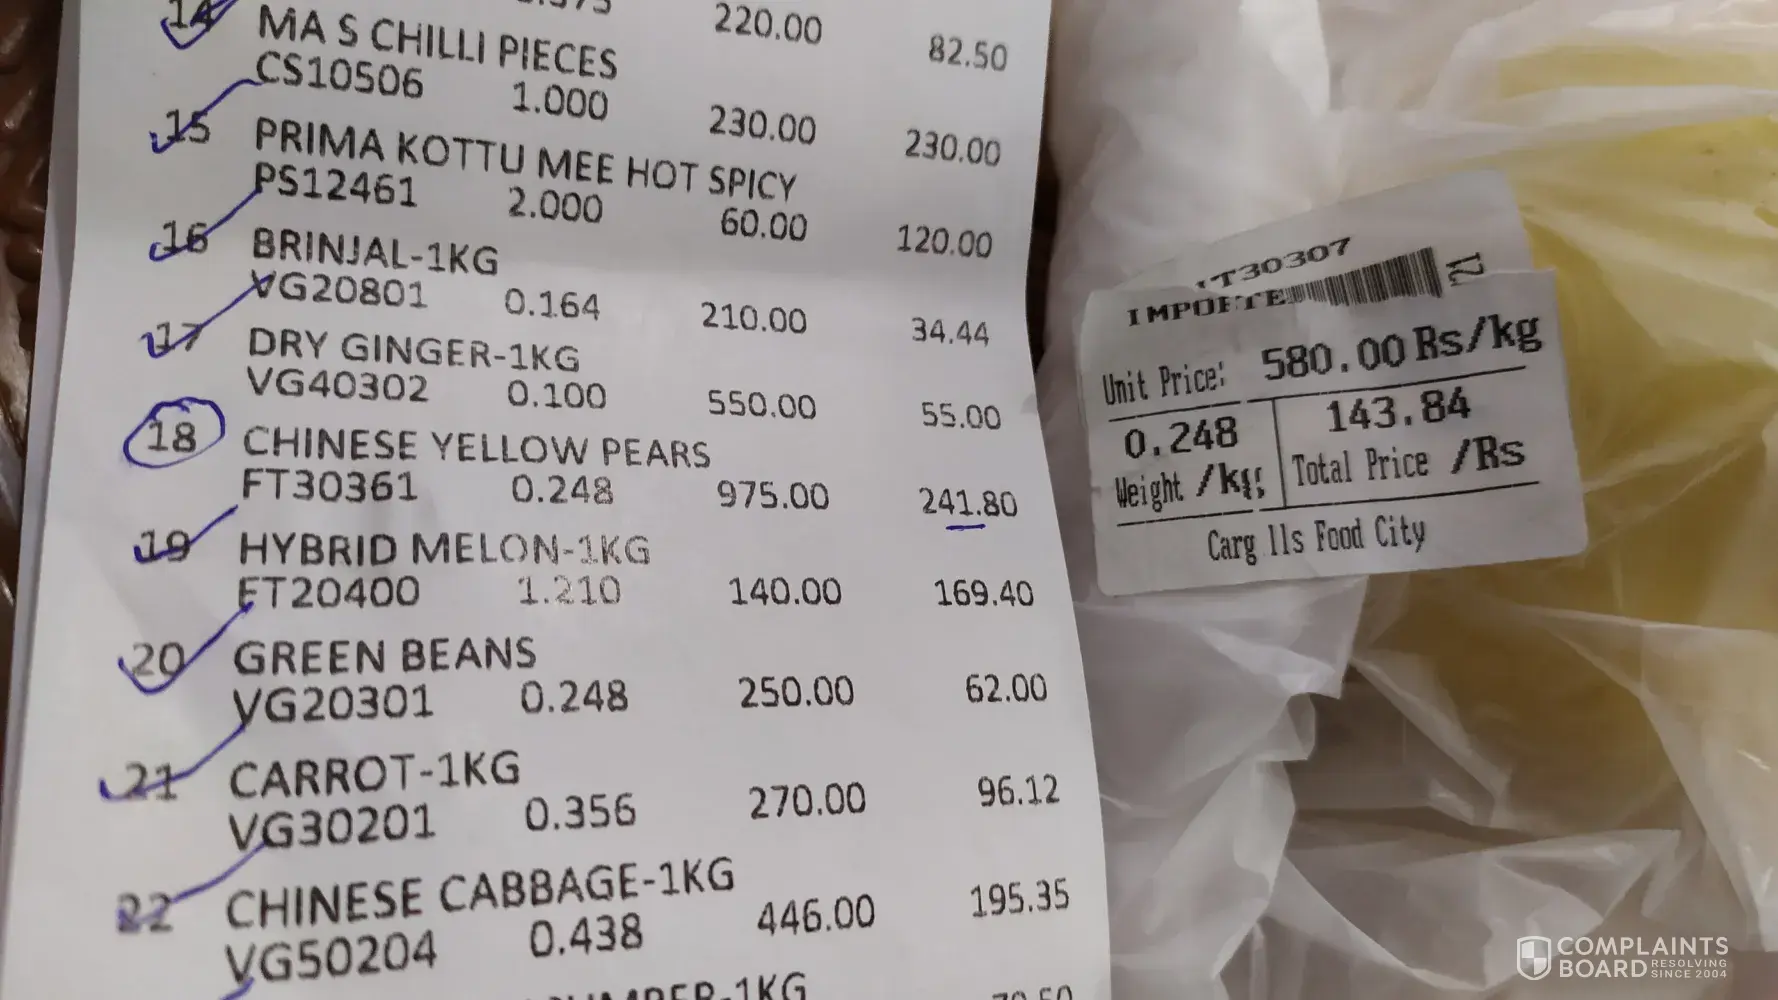 14 220.00 82.50
MA S CHILLI PIECES
CS10506 1.000 230.00 230.00
15 PRIMA KOTTU MEE HOT SPICY
PS12461 2.000 60.00 120.00
16 BRINJAL-1KG
VG20801 0.164 210.00 34.44
17 DRY GINGER-1KG
VG40302 0.100 550.00 55.00
18 CHINESE YELLOW PEARS
FT30361 0.248 975.00 241.80
19 HYBRID MELON-1KG
FT20400 1.210 140.00 169.40
20 GREEN BEANS
VG20301 0.248 250.00 62.00
21 CARROT-1KG
VG30201 0.356 270.00 96.12
22 CHINESE CABBAGE-1KG
VG50204 0.438 446.00 195.35
T30307
IMPORTE
Unit Price: 580.00 Rs/kg
0.248 143.84
Weight /kg Total Price /Rs
Carg lls Food City
COMPLAINTS
BOARD RESOLVING
SINCE 2004